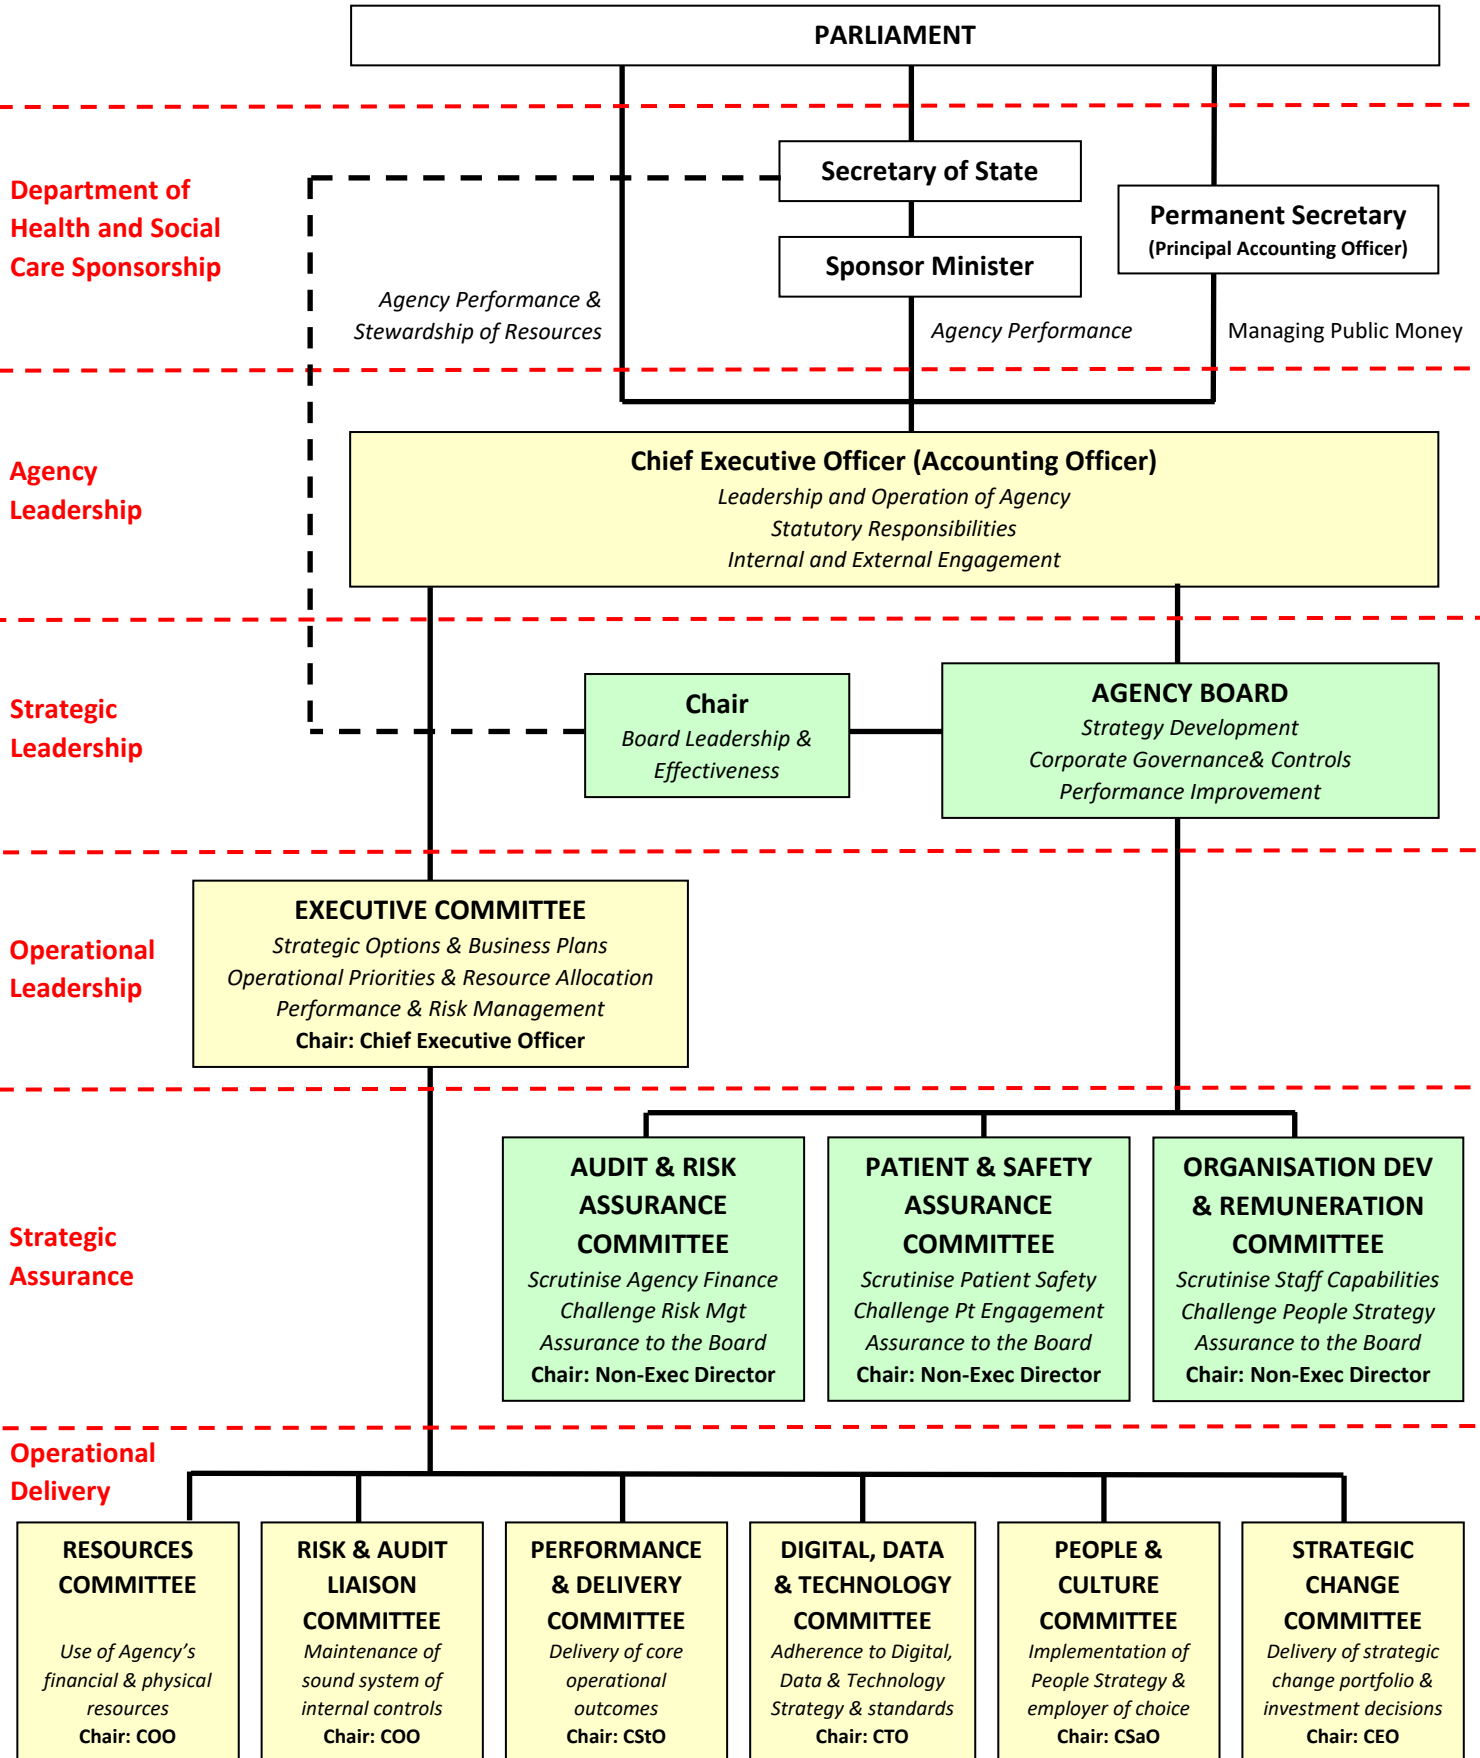 PARLIAMENT
Department of
Health and Social
Care Sponsorship
Secretary of State
Sponsor Minister
Permanent Secretary
(Principal Accounting Officer)
Agency Performance &
Stewardship of Resources
Agency Performance
Managing Public Money
Agency
Leadership
Chief Executive Officer (Accounting Officer)
Leadership and Operation of Agency
Statutory Responsibilities
Internal and External Engagement
Strategic
Leadership
Chair
Board Leadership &
Effectiveness
AGENCY BOARD
Strategy Development
Corporate Governance& Controls
Performance Improvement
Operational
Leadership
EXECUTIVE COMMITTEE
Strategic Options & Business Plans
Operational Priorities & Resource Allocation
Performance & Risk Management
Chair: Chief Executive Officer
Strategic
Assurance
AUDIT & RISK
ASSURANCE
COMMITTEE
Scrutinise Agency Finance
Challenge Risk Mgt
Assurance to the Board
Chair: Non-Exec Director
PATIENT & SAFETY
ASSURANCE
COMMITTEE
Scrutinise Patient Safety
Challenge Pt Engagement
Assurance to the Board
Chair: Non-Exec Director
ORGANISATION DEV
& REMUNERATION
COMMITTEE
Scrutinise Staff Capabilities
Challenge People Strategy
Assurance to the Board
Chair: Non-Exec Director
Operational
Delivery
RESOURCES
COMMITTEE
Use of Agency’s
financial & physical
resources
Chair: COO
RISK & AUDIT
LIAISON
COMMITTEE
Maintenance of
sound system of
internal controls
Chair: COO
PERFORMANCE
& DELIVERY
COMMITTEE
Delivery of core
operational
outcomes
Chair: CStO
DIGITAL, DATA
& TECHNOLOGY
COMMITTEE
Adherence to Digital,
Data & Technology
Strategy & standards
Chair: CTO
PEOPLE &
CULTURE
COMMITTEE
Implementation of
People Strategy &
employer of choice
Chair: CSaO
STRATEGIC
CHANGE
COMMITTEE
Delivery of strategic
change portfolio &
investment decisions
Chair: CEO